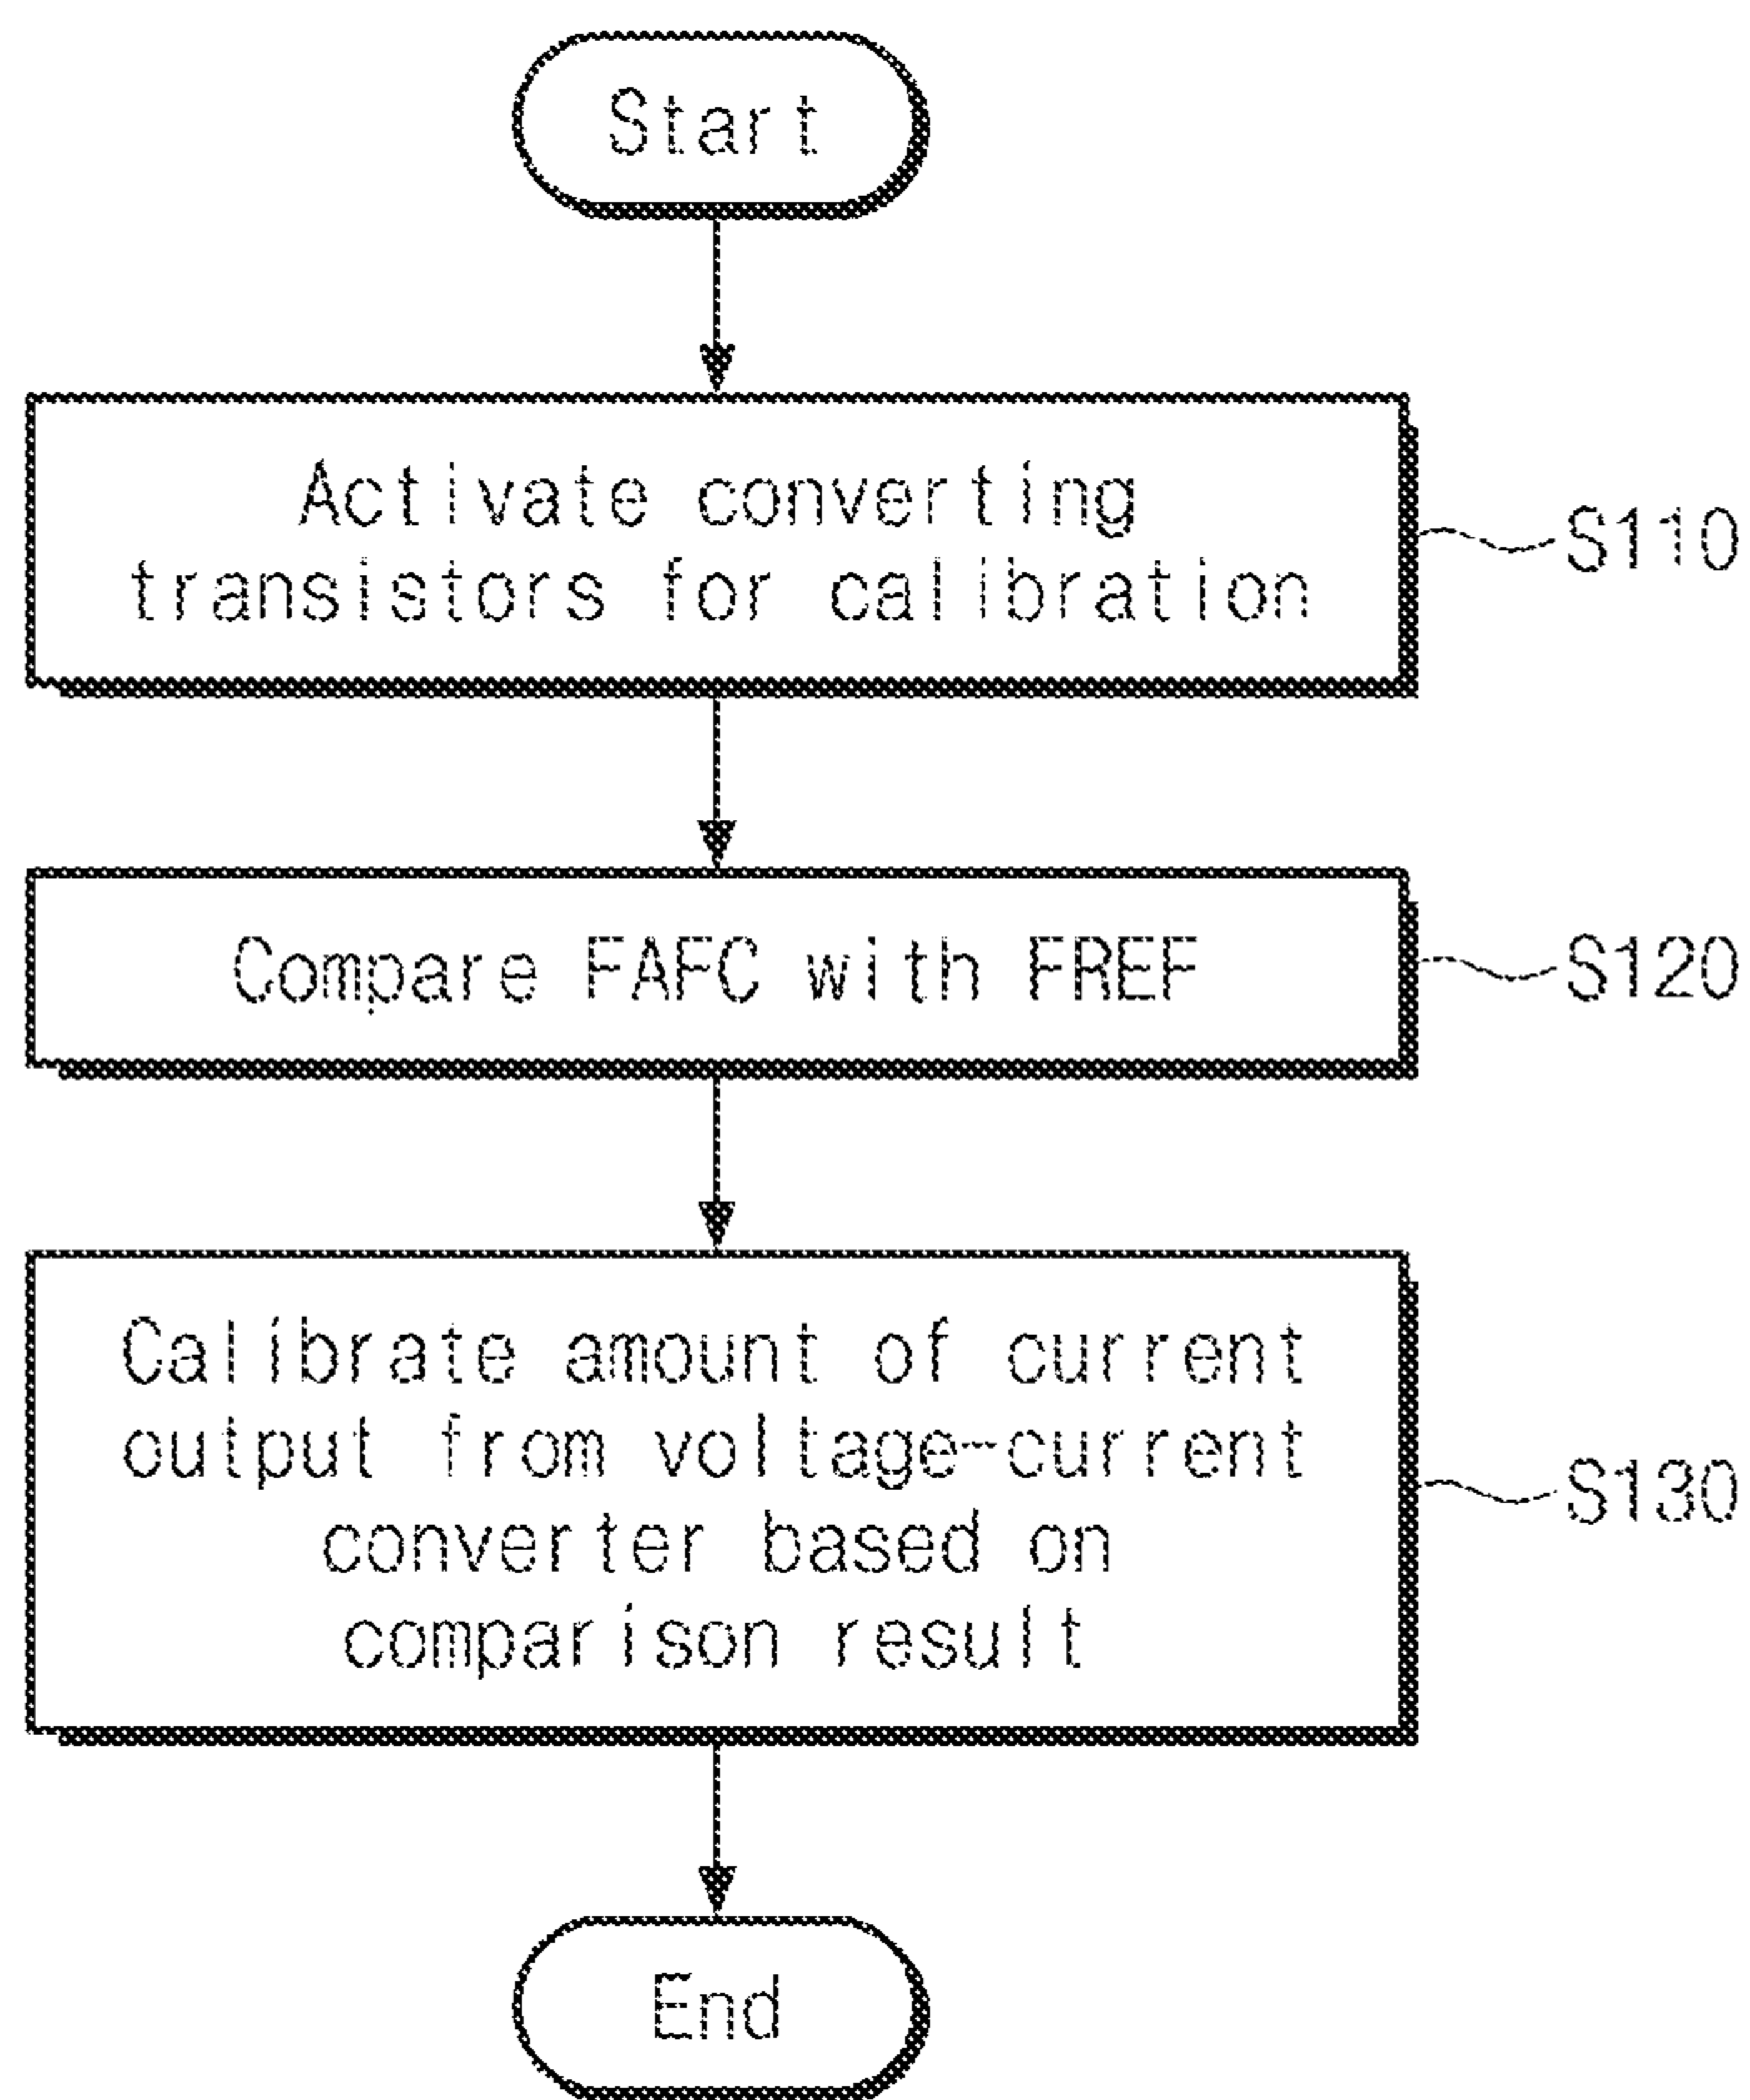 Start
Activate converting
transistors for calibration
S110
Compare FAFC with FREF
S120
Calibrate amount of current
output from voltage-current
converter based on
comparison result
S130
End